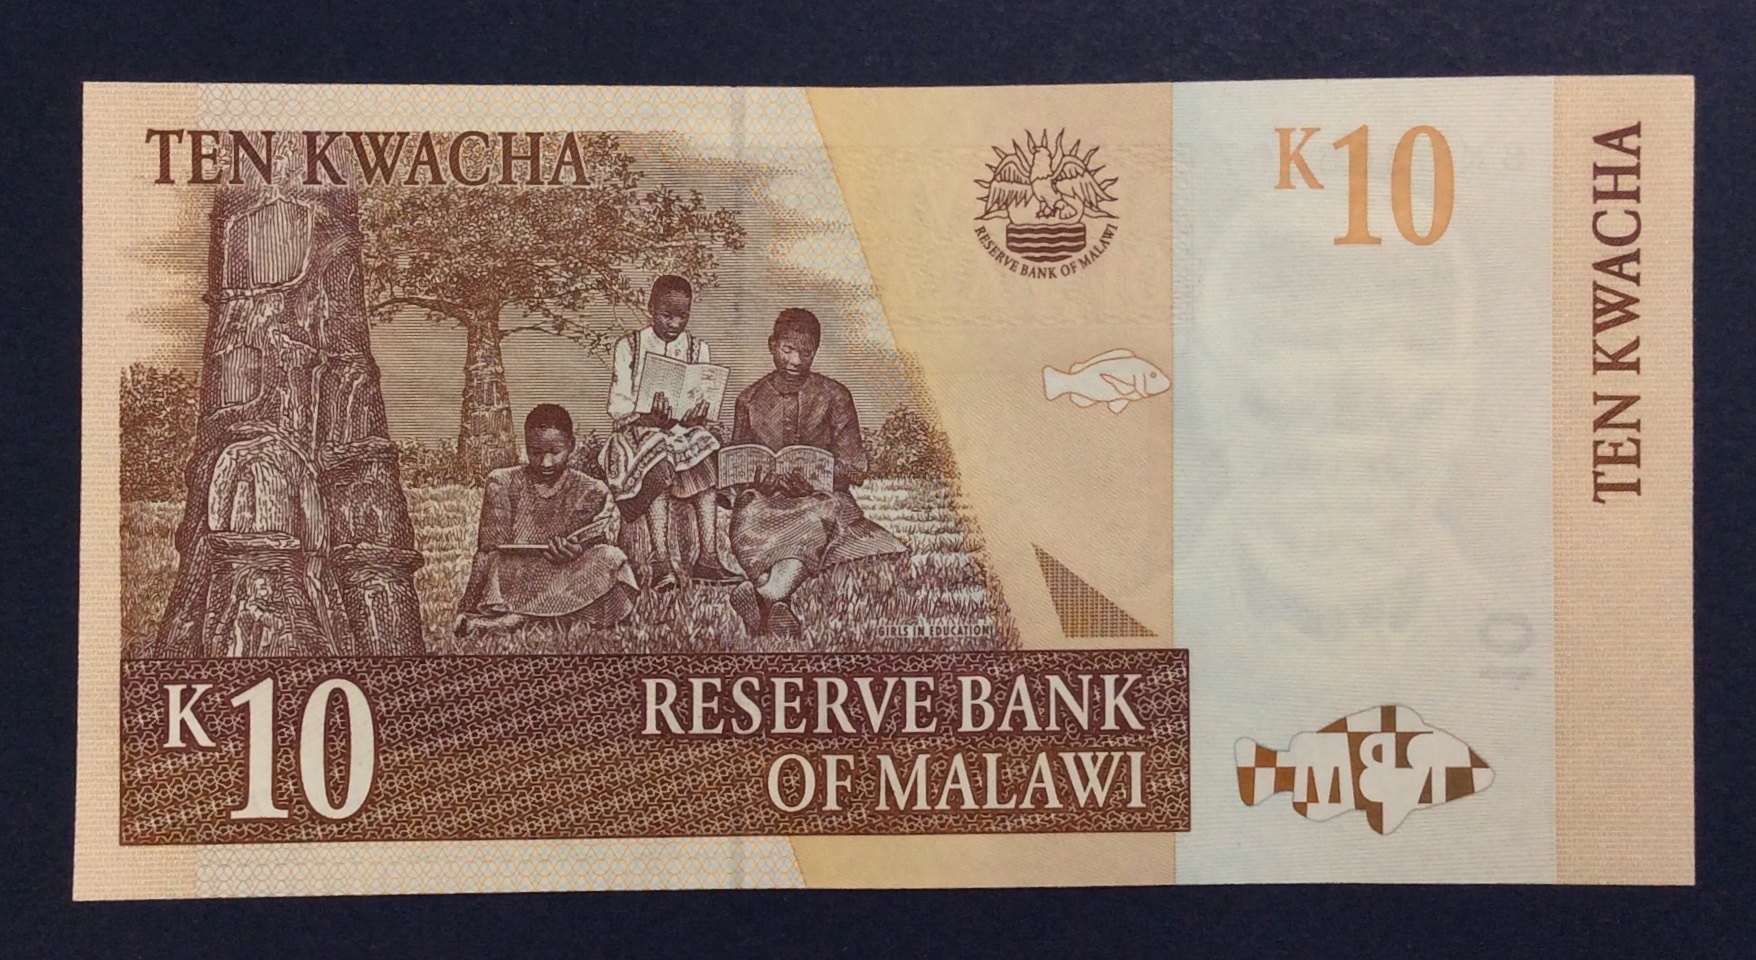 TEN KWACHA
RESERVE BANK OF MALAWI
K10
TEN KWACHA
GIRLS IN EDUCATION
K10
RESERVE BANK
OF MALAWI